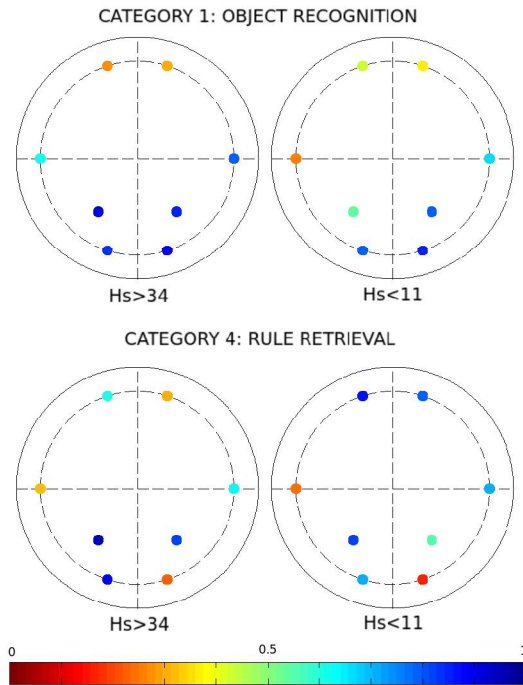 CATEGORY 1: OBJECT RECOGNITION
Hs>34 Hs<11
CATEGORY 4: RULE RETRIEVAL
Hs>34 Hs<11
0 0.5 1